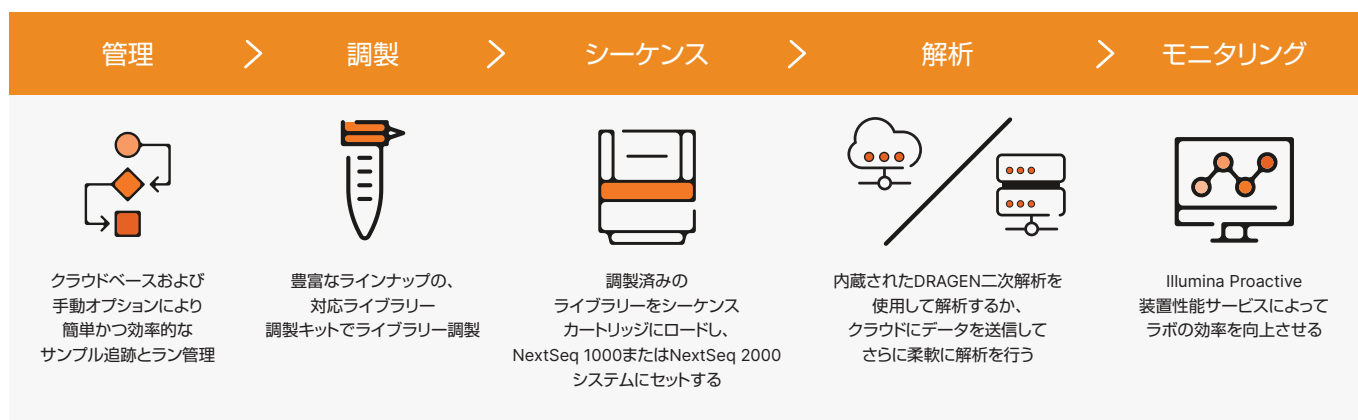 管理
調製
シーケンス
解析
モニタリング
クラウドベースおよび
手動オプションにより
簡単かつ効率的な
サンプル追跡とラン管理
豊富なラインナップの、
対応ライブラリー
調製キットでライブラリー調製
調製済みの
ライブラリーをシーケンス
カートリッジにロードし、
NextSeq 1000またはNextSeq 2000
システムにセットする
内蔵されたDRAGEN二次解析を
使用して解析するか、
クラウドにデータを送信して
さらに柔軟に解析を行う
Illumina Proactive
装置性能サービスによって
ラボの効率を向上させる